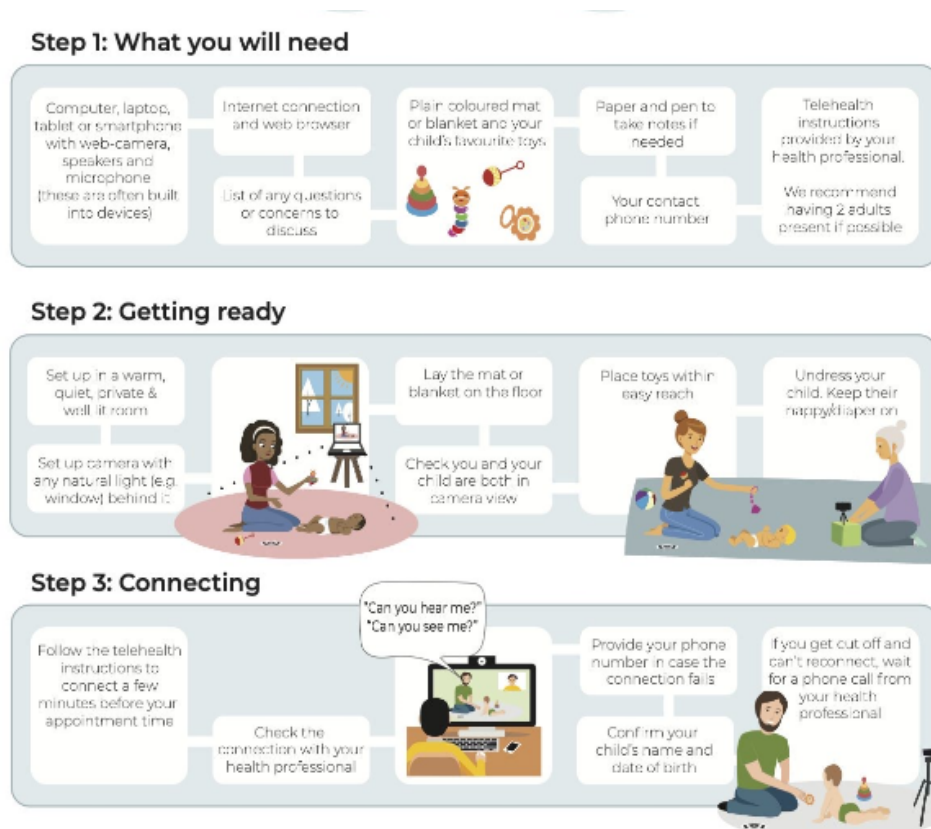 Step 1: What you will need
Computer, laptop,
tablet or smartphone
with web-camera,
speakers and
microphone
(these are often built
into devices)
Internet connection
and web browser
List of any questions
or concerns to
discuss
Plain coloured mat
or blanket and your
child's favourite toys
Paper and pen to
take notes if
needed
Your contact
phone number
Telehealth
instructions
provided by your
health professional.
We recommend
having 2 adults
present if possible
Step 2: Getting ready
Set up in a warm,
quiet, private &
well lit room
Set up camera with
any natural light (e.g.
window) behind it
Lay the mat or
blanket on the floor
Check you and your
child are both in
camera view
Place toys within
easy reach
Undress your
child. Keep their
nappy/diaper on
Step 3: Connecting
Follow the telehealth
instructions to
connect a few
minutes before your
appointment time
Check the
connection with your
health professional
"Can you hear me?"
"Can you see me?"
Provide your phone
number in case the
connection fails
Confirm your
child's name and
date of birth
If you get cut off and
can't reconnect, wait
for a phone call from
your health
professional